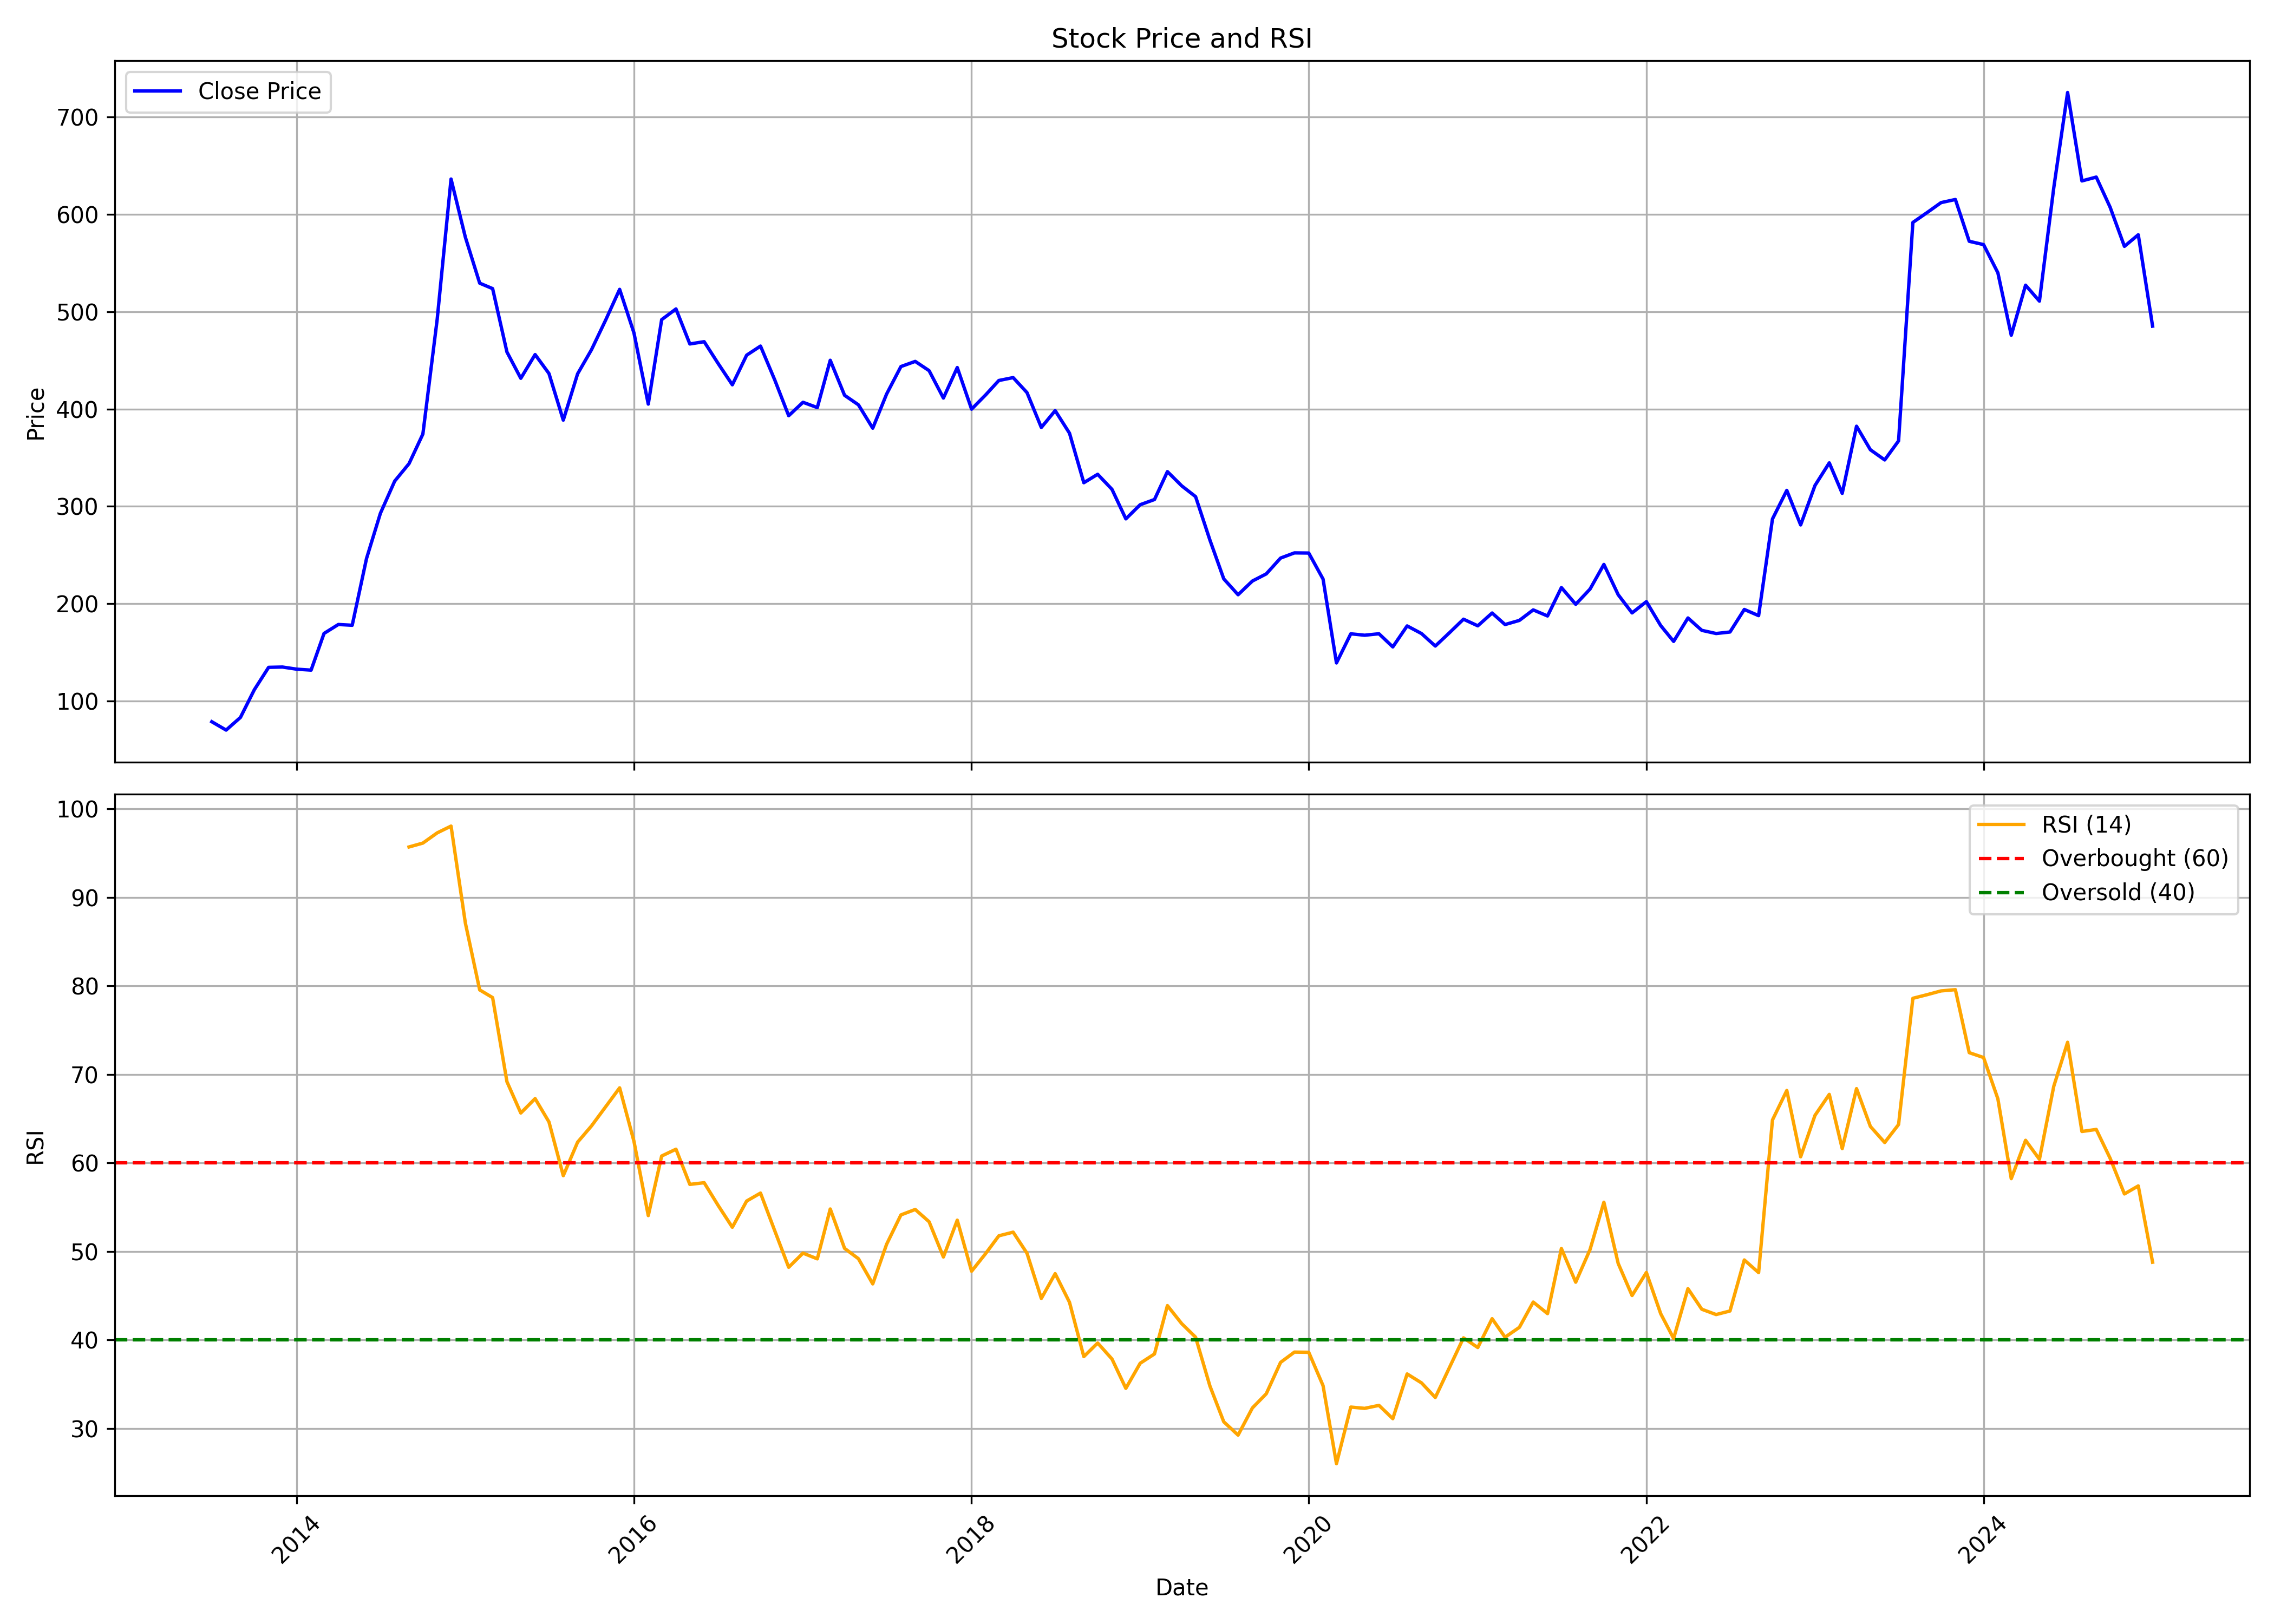 Stock Price and RSI
Close Price
700
600
500
400
300
200
100
Price
100
90
80
70
60
50
40
30
RSI
RSI (14)
Overbought (60)
Oversold (40)
2014
2016
2018
2020
2022
2024
Date